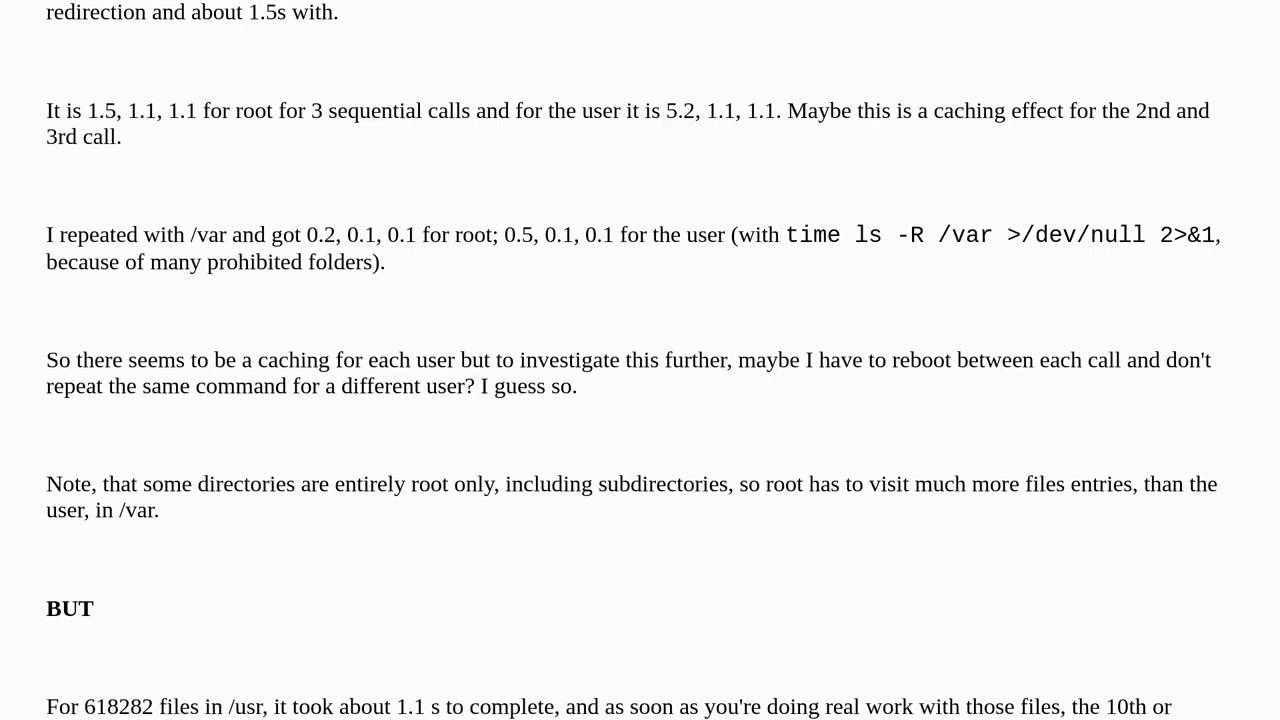 redirection and about 1.5s with.
It is 1.5, 1.1, 1.1 for root for 3 sequential calls and for the user it is 5.2, 1.1, 1.1. Maybe this is a caching effect for the 2nd and
3rd call.
I repeated with /var and got 0.2, 0.1, 0.1 for root; 0.5, 0.1, 0.1 for the user (with time ls -R /var >/dev/null 2>&1,
because of many prohibited folders).
So there seems to be a caching for each user but to investigate this further, maybe I have to reboot between each call and don't
repeat the same command for a different user? I guess so.
Note, that some directories are entirely root only, including subdirectories, so root has to visit much more files entries, than the
user, in /var.
BUT
For 618282 files in /usr, it took about 1.1 s to complete, and as soon as you're doing real work with those files, the 10th or